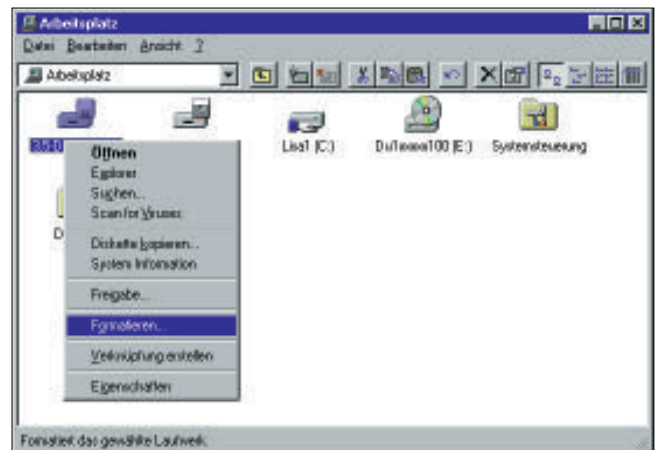 Arbeitsplatz
Datei Bearbeiten Ansicht ?
Arbeitsplatz
Lisa1 (C:)
(E:)
Systemsteuerung
Öffnen
Explorer
Suchen...
Scan for Viruses
Diskette kopieren...
System Information
Freigabe...
Formatieren...
Verknüpfung erstellen
Eigenschaften
Formatiert das gewählte Laufwerk.